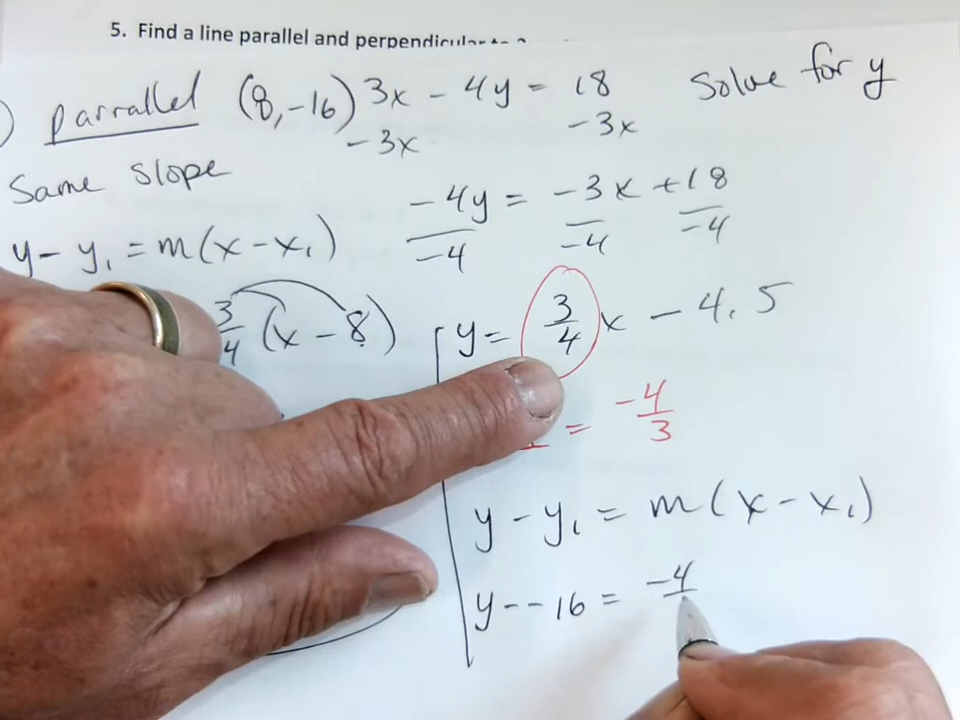 5. Find a line parallel and perpendicular to
parrallel (8,-16) 3x - 4y = 18 Solve for y
-3x -3x
Same slope
-4y = -3x +18
-4 -4 -4
y - y₁ = m(x - x₁)
3/4 (x - 8) y = 3/4 x - 4.5
= -4/3
y - y₁ = m(x - x₁)
y - - 16 = -4